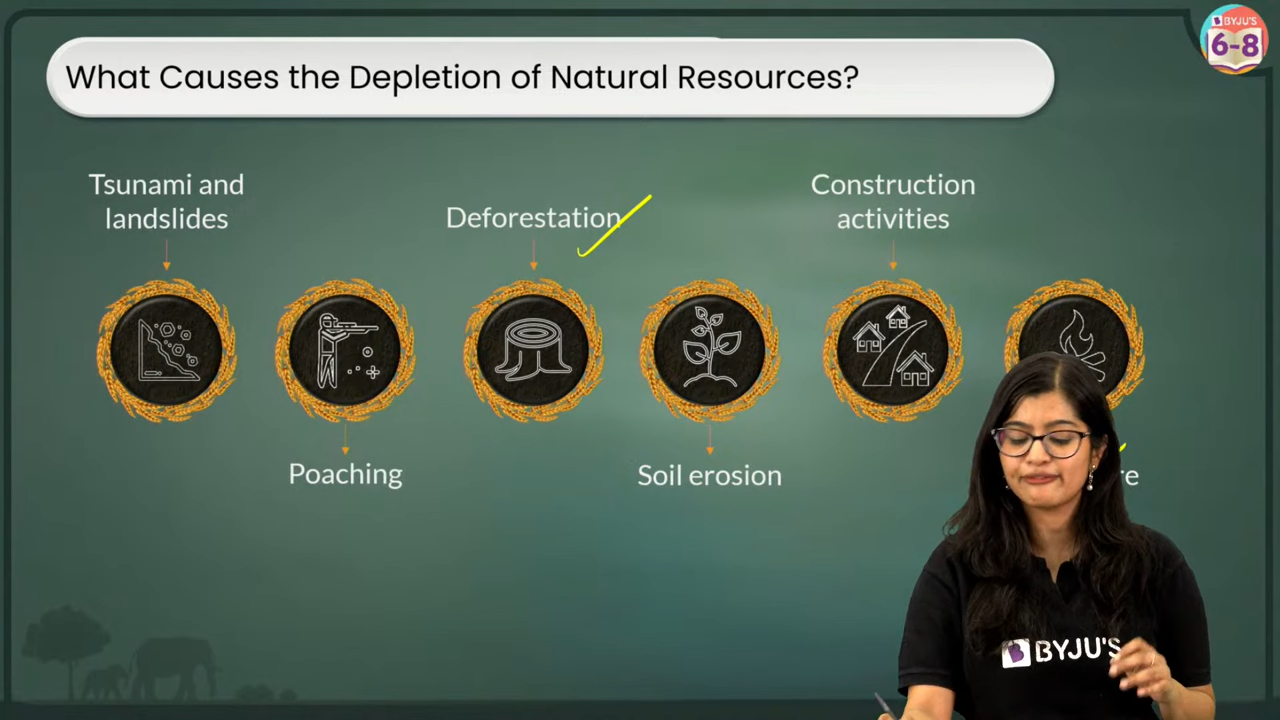 BYJU'S
6-8
What Causes the Depletion of Natural Resources?
Tsunami and
landslides
Deforestation
Construction
activities
Poaching
Soil erosion
BYJU'S